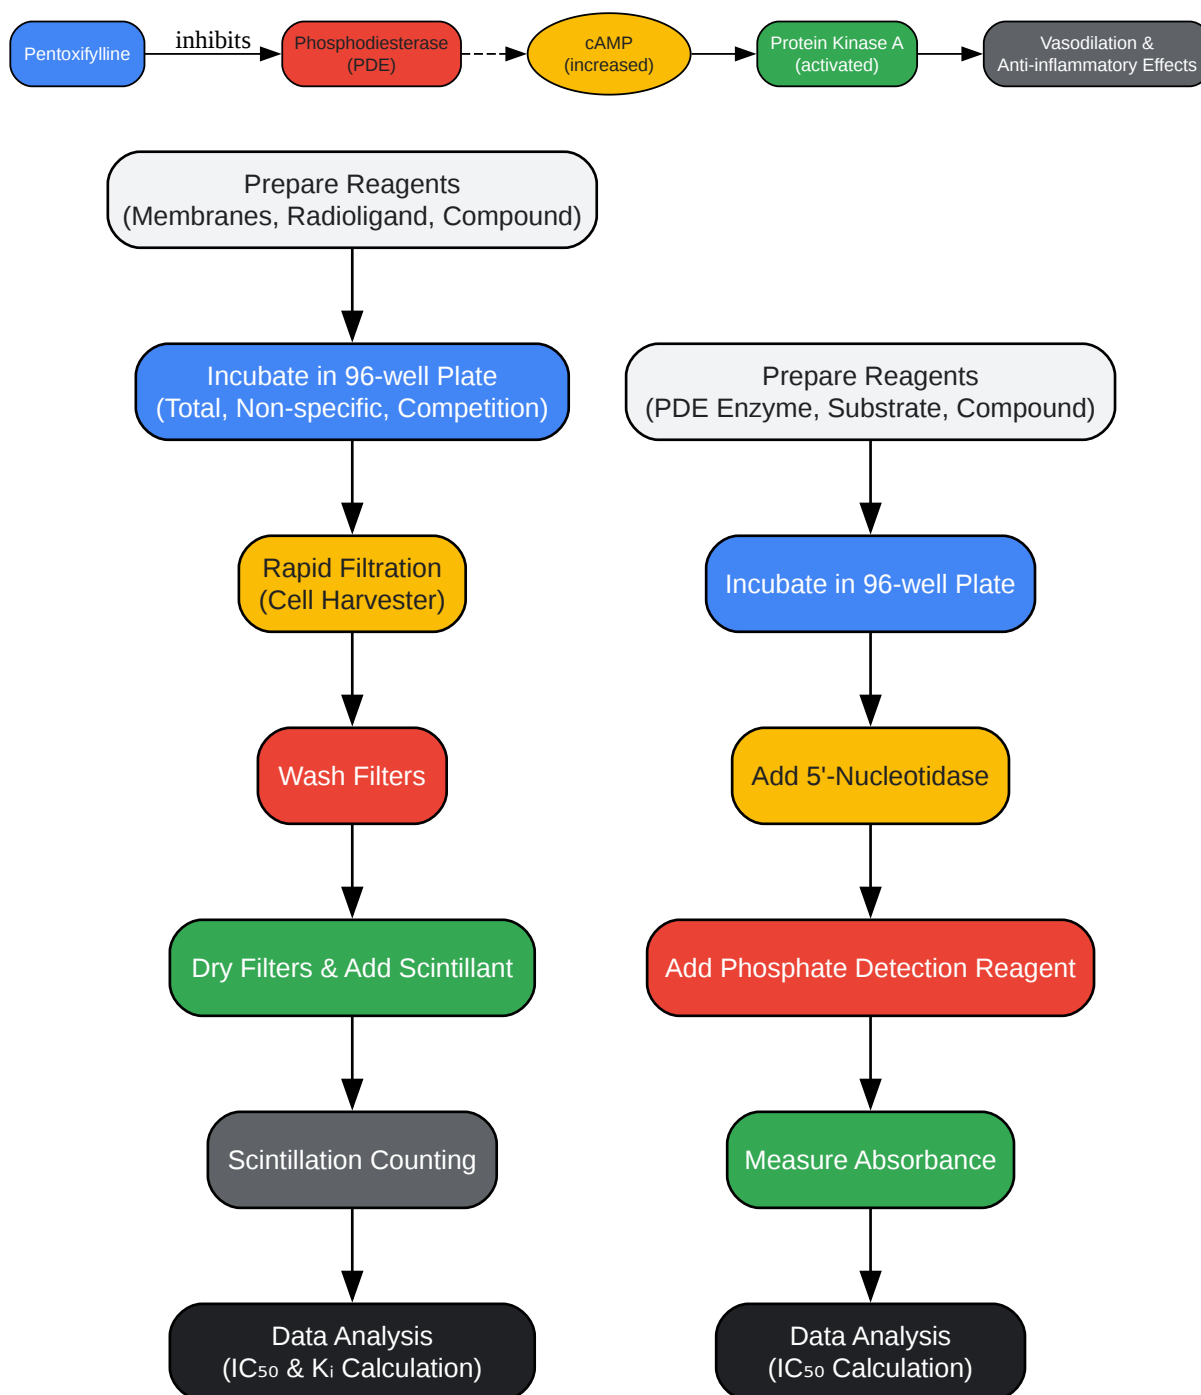 Pentoxifylline
inhibits
Phosphodiesterase
(PDE)
cAMP
(increased)
Protein Kinase A
(activated)
Vasodilation &
Anti-inflammatory Effects
Prepare Reagents
(Membranes, Radioligand, Compound)
Incubate in 96-well Plate
(Total, Non-specific, Competition)
Rapid Filtration
(Cell Harvester)
Wash Filters
Dry Filters & Add Scintillant
Scintillation Counting
Data Analysis
(IC₅₀ & Kᵢ Calculation)
Prepare Reagents
(PDE Enzyme, Substrate, Compound)
Incubate in 96-well Plate
Add 5'-Nucleotidase
Add Phosphate Detection Reagent
Measure Absorbance
Data Analysis
(IC₅₀ Calculation)